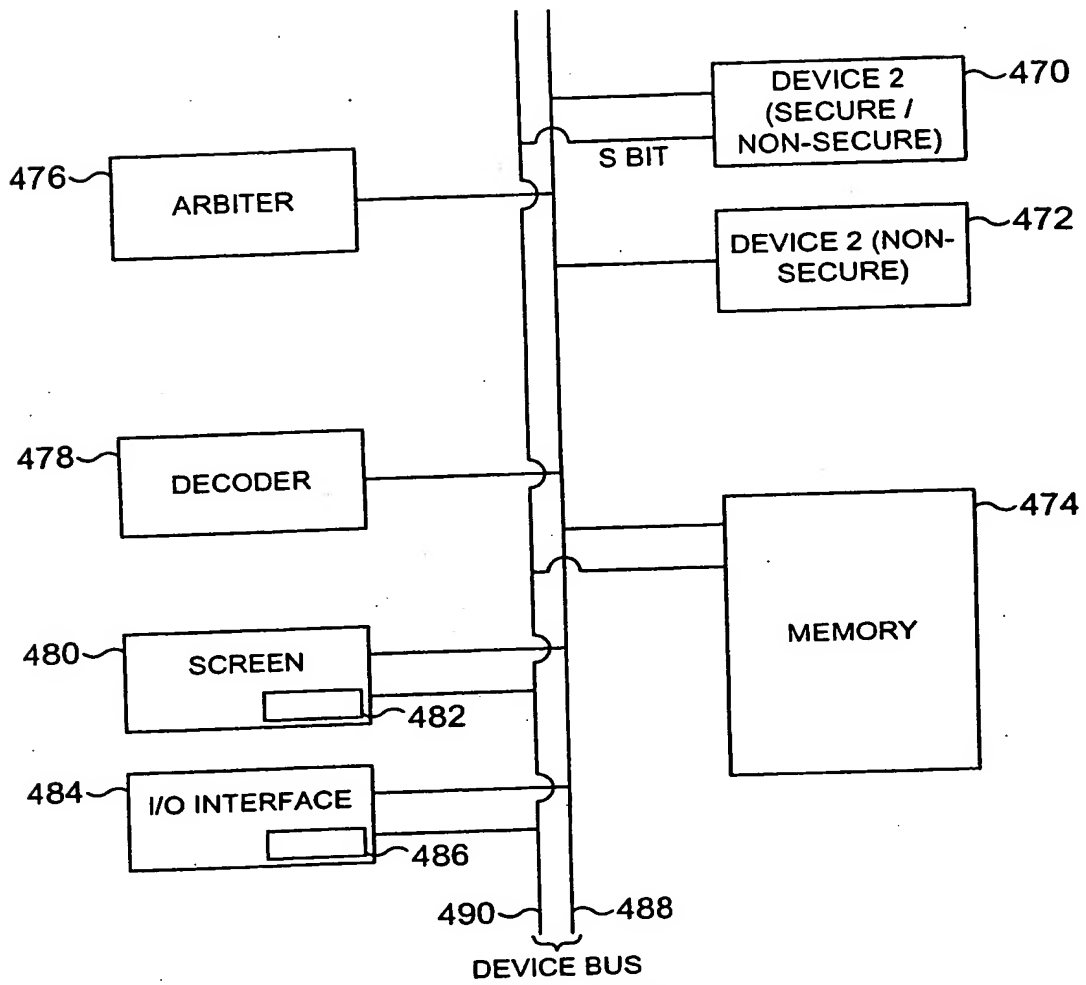 DEVICE 2
(SECURE /
NON-SECURE)
470
S BIT
476
ARBITER
DEVICE 2 (NON-
SECURE)
472
478
DECODER
474
MEMORY
480
SCREEN
482
484
I/O INTERFACE
486
490
488
DEVICE BUS